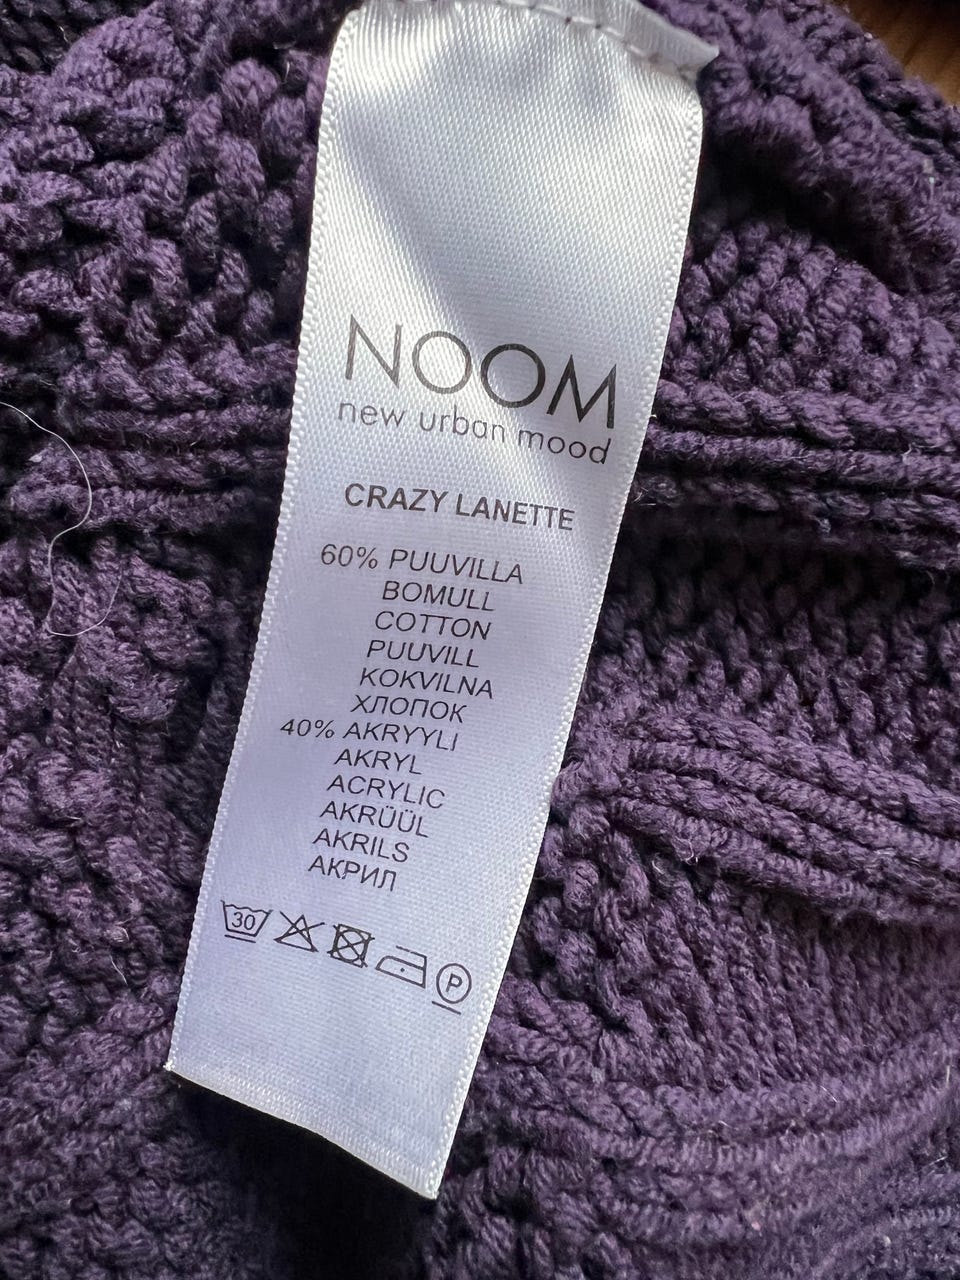 NOOM
new urban mood
CRAZY LANETTE
60% PUUVILLA
BOMULL
COTTON
PUUVILL
KOKVILNA
ХЛОПОК
40% AKRYYLI
AKRYL
ACRYLIC
AKRÜÜL
AKRILS
АКРИЛ
30 P